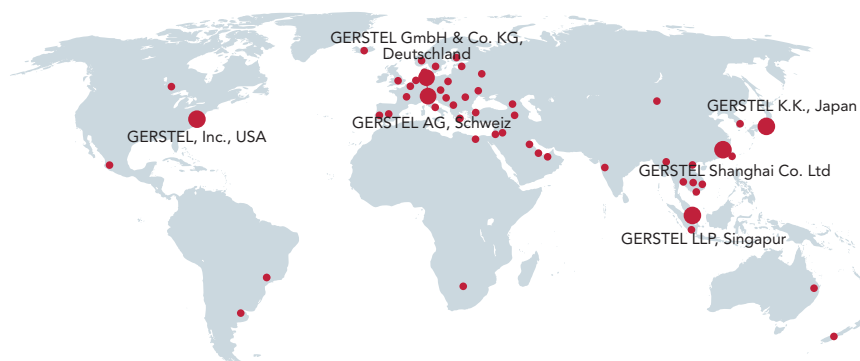 GERSTEL GmbH & Co. KG,
Deutschland
GERSTEL K.K., Japan
GERSTEL, Inc., USA
GERSTEL AG, Schweiz
GERSTEL Shanghai Co. Ltd
GERSTEL LLP, Singapur